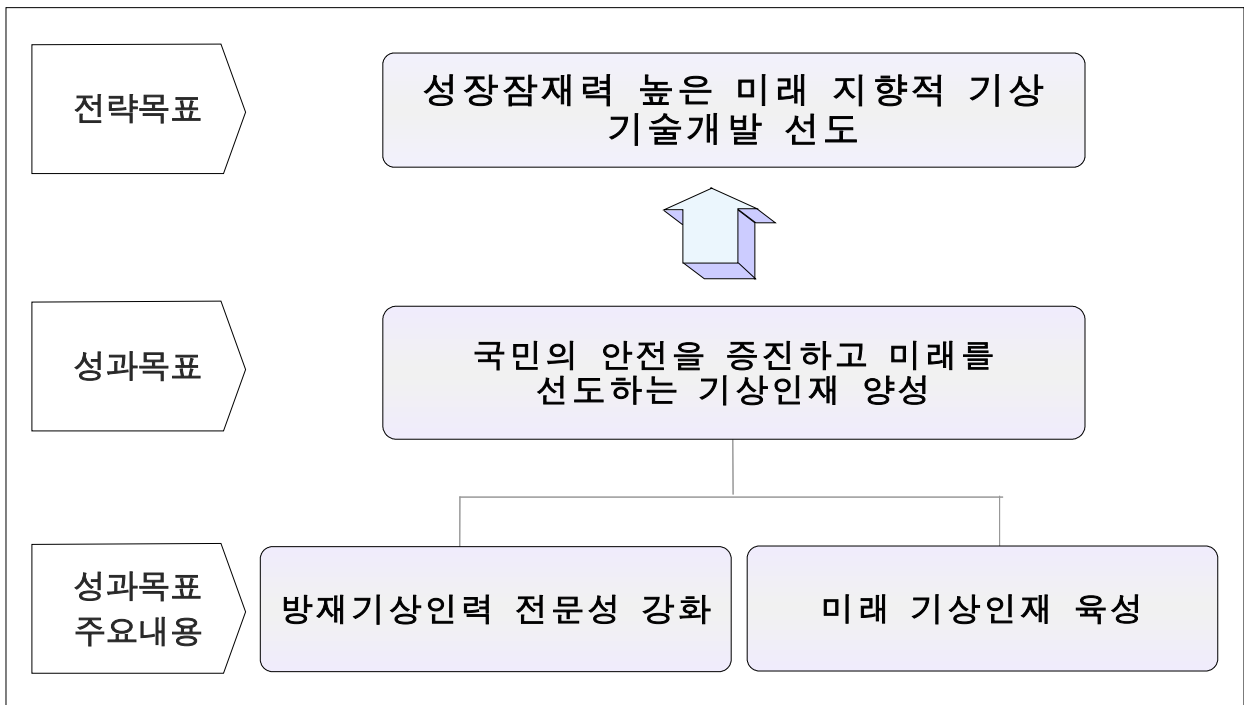 전략목표
성장잠재력 높은 미래 지향적 기상
기술개발 선도
성과목표
국민의 안전을 증진하고 미래를
선도하는 기상인재 양성
성과목표
주요내용
방재기상인력 전문성 강화
미래 기상인재 육성